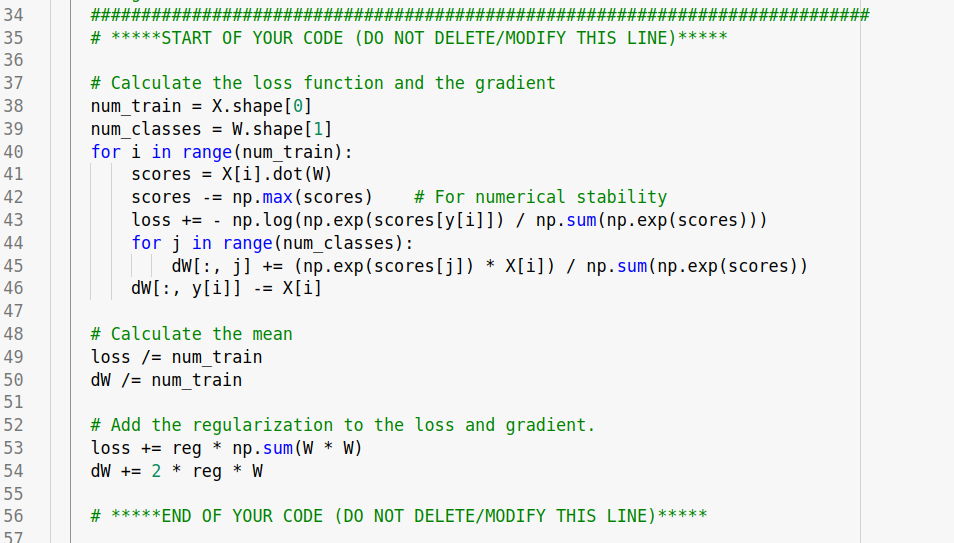 34 #############################################################################
35 # *****START OF YOUR CODE (DO NOT DELETE/MODIFY THIS LINE)*****
36
37 # Calculate the loss function and the gradient
38 num_train = X.shape[0]
39 num_classes = W.shape[1]
40 for i in range(num_train):
41     scores = X[i].dot(W)
42     scores -= np.max(scores)    # For numerical stability
43     loss += - np.log(np.exp(scores[y[i]]) / np.sum(np.exp(scores)))
44     for j in range(num_classes):
45         dW[:, j] += (np.exp(scores[j]) * X[i]) / np.sum(np.exp(scores))
46     dW[:, y[i]] -= X[i]
47
48 # Calculate the mean
49 loss /= num_train
50 dW /= num_train
51
52 # Add the regularization to the loss and gradient.
53 loss += reg * np.sum(W * W)
54 dW += 2 * reg * W
55
56 # *****END OF YOUR CODE (DO NOT DELETE/MODIFY THIS LINE)*****
57